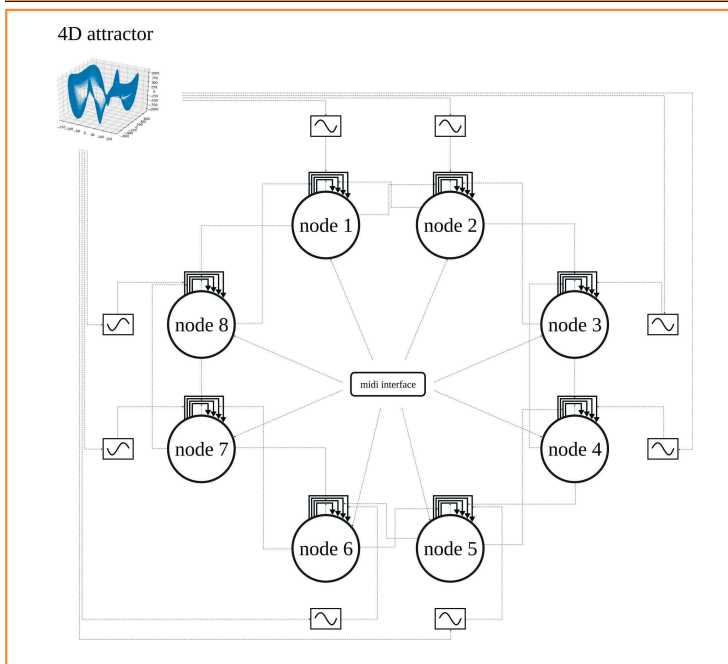 4D attractor
node 1
node 2
node 8
node 3
midi interface
node 7
node 4
node 6
node 5